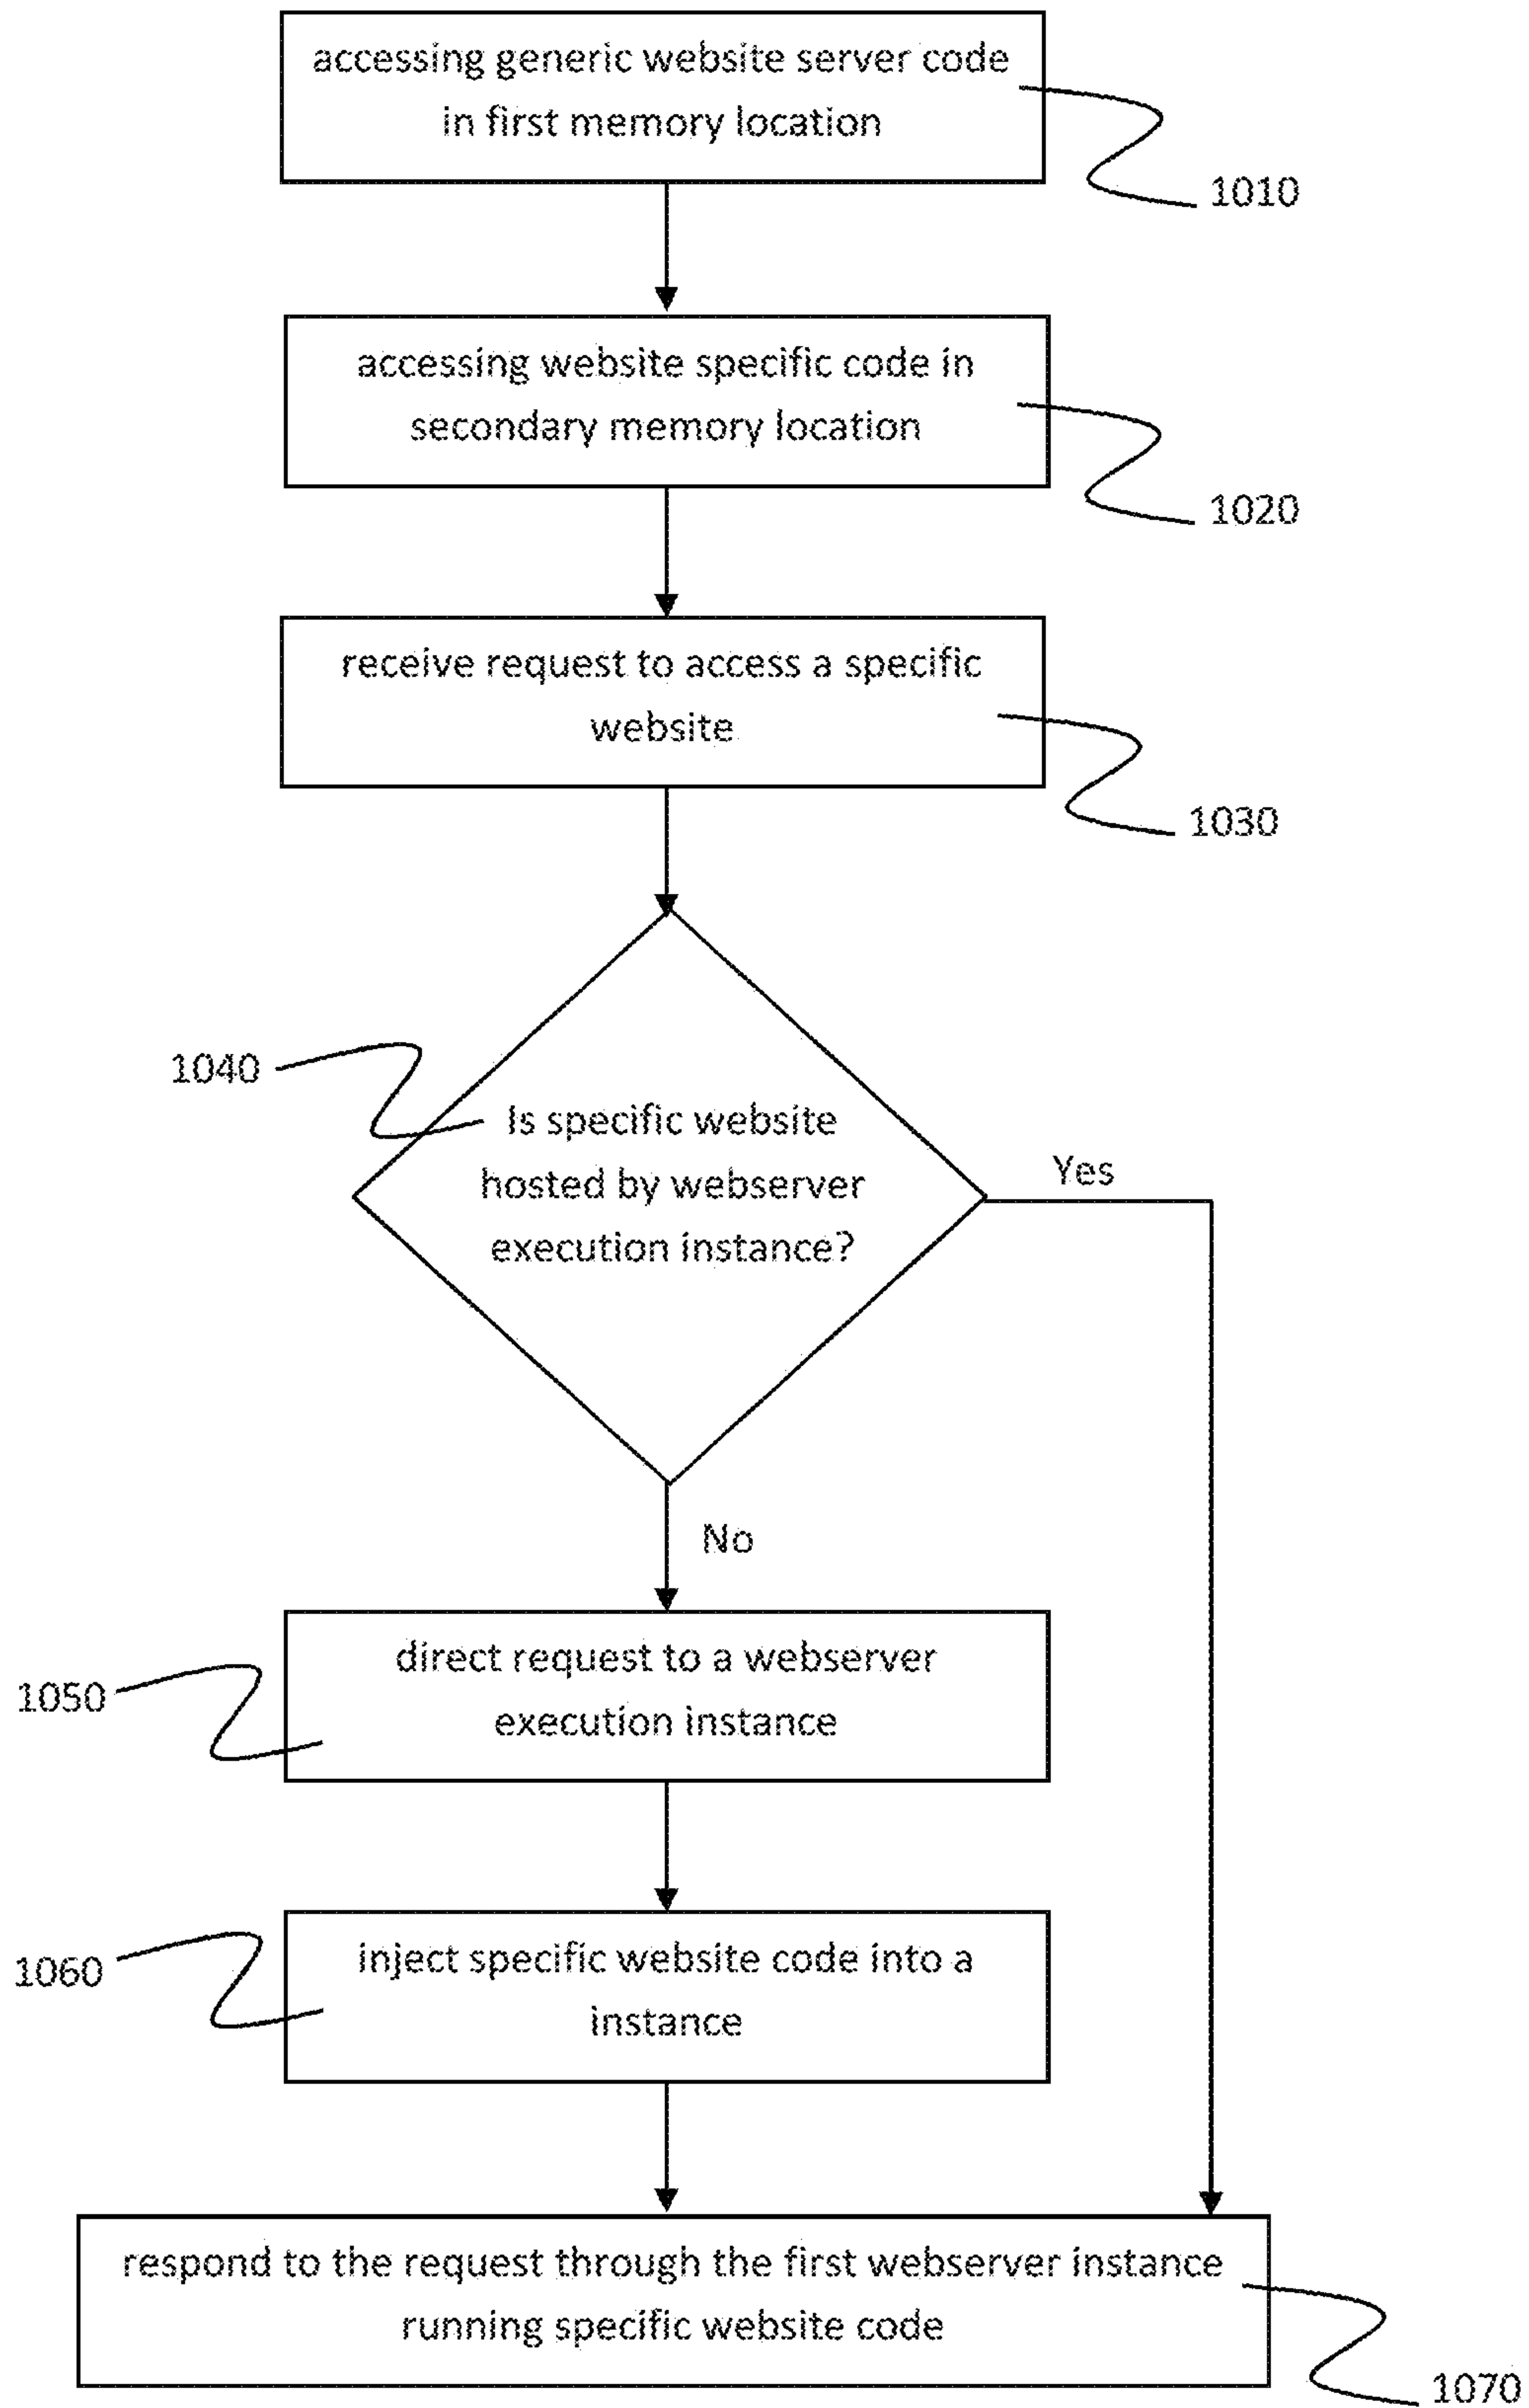 accessing generic website server code
in first memory location
1010
accessing website specific code in
secondary memory location
1020
receive request to access a specific
website
1030
1040
Is specific website
hosted by webserver
execution instance?
Yes
No
direct request to a webserver
execution instance
1050
inject specific website code into a
instance
1060
respond to the request through the first webserver instance
running specific website code
1070